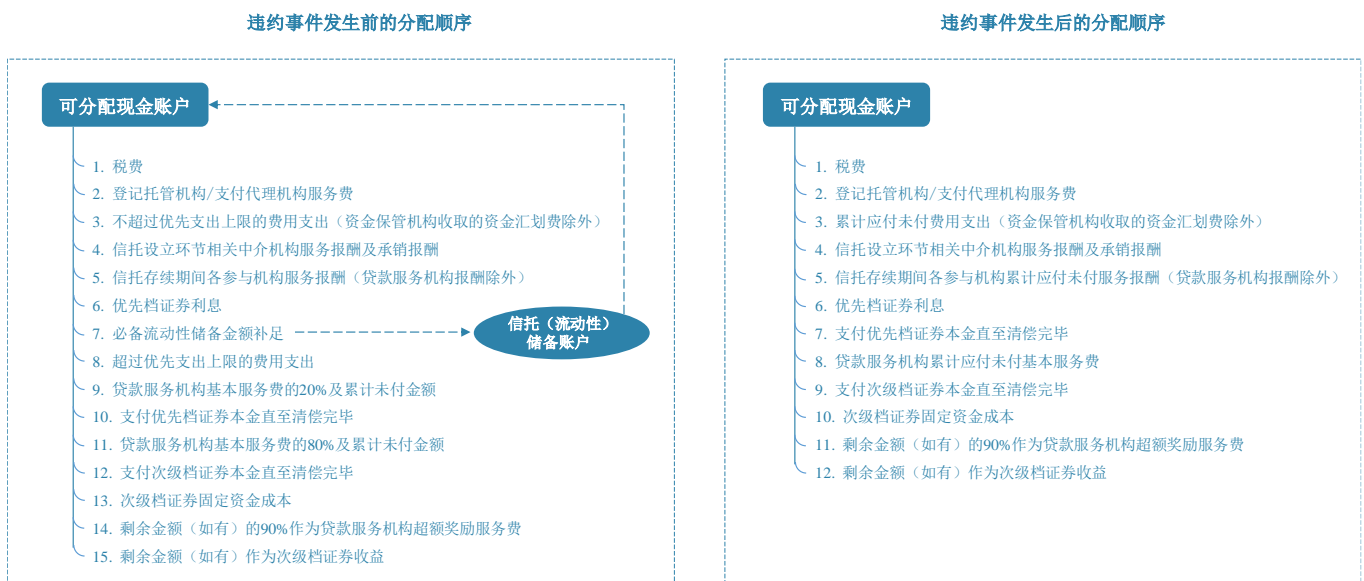 违约事件发生前的分配顺序
可分配现金账户
1. 税费
2. 登记托管机构/支付代理机构服务费
3. 不超过优先支出上限的费用支出（资金保管机构收取的资金汇划费除外）
4. 信托设立环节相关中介机构服务报酬及承销报酬
5. 信托存续期间各参与机构服务报酬（贷款服务机构报酬除外）
6. 优先档证券利息
7. 必备流动性储备金额补足
信托（流动性）
储备账户
8. 超过优先支出上限的费用支出
9. 贷款服务机构基本服务费的20%及累计未付金额
10. 支付优先档证券本金直至清偿完毕
11. 贷款服务机构基本服务费的80%及累计未付金额
12. 支付次级档证券本金直至清偿完毕
13. 次级档证券固定资金成本
14. 剩余金额（如有）的90%作为贷款服务机构超额奖励服务费
15. 剩余金额（如有）作为次级档证券收益
违约事件发生后的分配顺序
可分配现金账户
1. 税费
2. 登记托管机构/支付代理机构服务费
3. 累计应付未付费用支出（资金保管机构收取的资金汇划费除外）
4. 信托设立环节相关中介机构服务报酬及承销报酬
5. 信托存续期间各参与机构累计应付未付服务报酬（贷款服务机构报酬除外）
6. 优先档证券利息
7. 支付优先档证券本金直至清偿完毕
8. 贷款服务机构累计应付未付基本服务费
9. 支付次级档证券本金直至清偿完毕
10. 次级档证券固定资金成本
11. 剩余金额（如有）的90%作为贷款服务机构超额奖励服务费
12. 剩余金额（如有）作为次级档证券收益